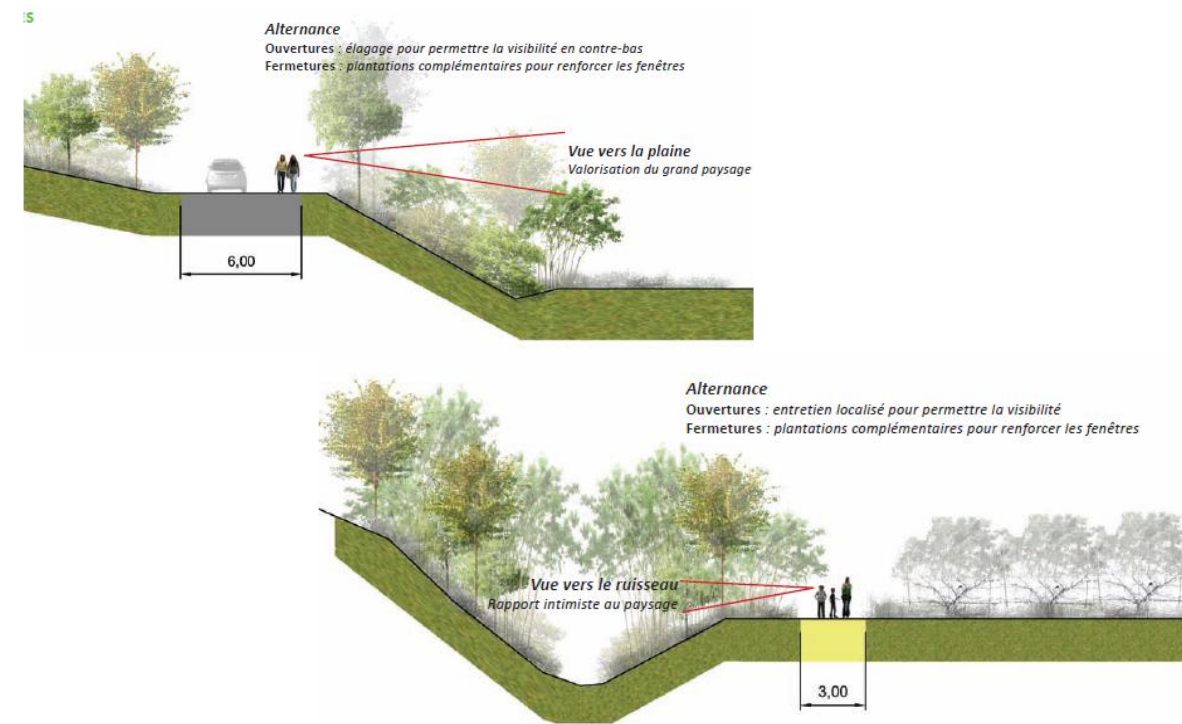 ES
Alternance
Ouvertures : élagage pour permettre la visibilité en contre-bas
Fermetures : plantations complémentaires pour renforcer les fenêtres
Vue vers la plaine
Valorisation du grand paysage
6,00
Alternance
Ouvertures : entretien localisé pour permettre la visibilité
Fermetures : plantations complémentaires pour renforcer les fenêtres
Vue vers le ruisseau
Rapport intimiste au paysage
3,00